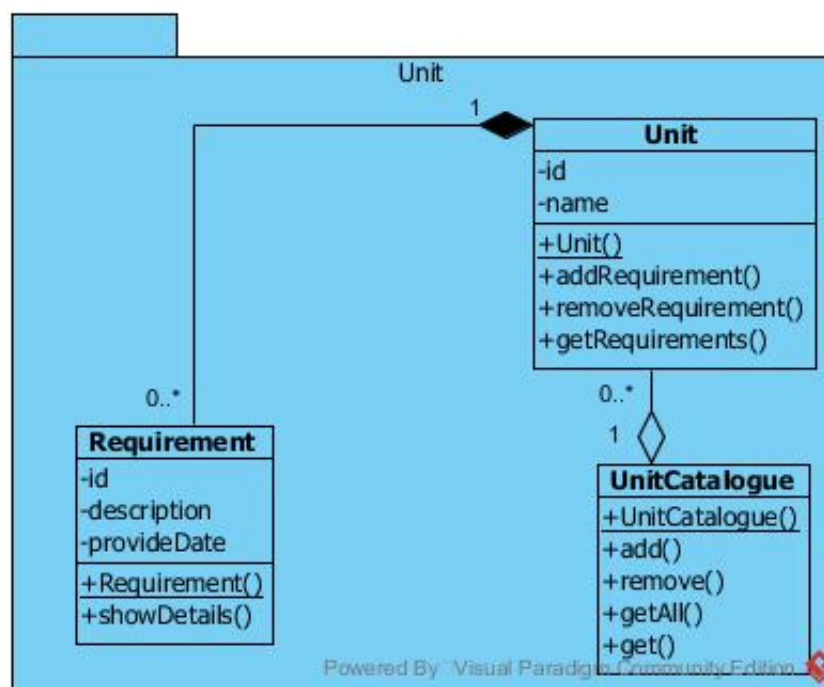 Unit
1
Unit
-id
-name
+Unit()
+addRequirement()
+removeRequirement()
+getRequirements()
0..*
1
0..*
Requirement
-id
-description
-provideDate
+Requirement()
+showDetails()
UnitCatalogue
+UnitCatalogue()
+add()
+remove()
+getAll()
+get()
Powered By Visual Paradigm Community Edition